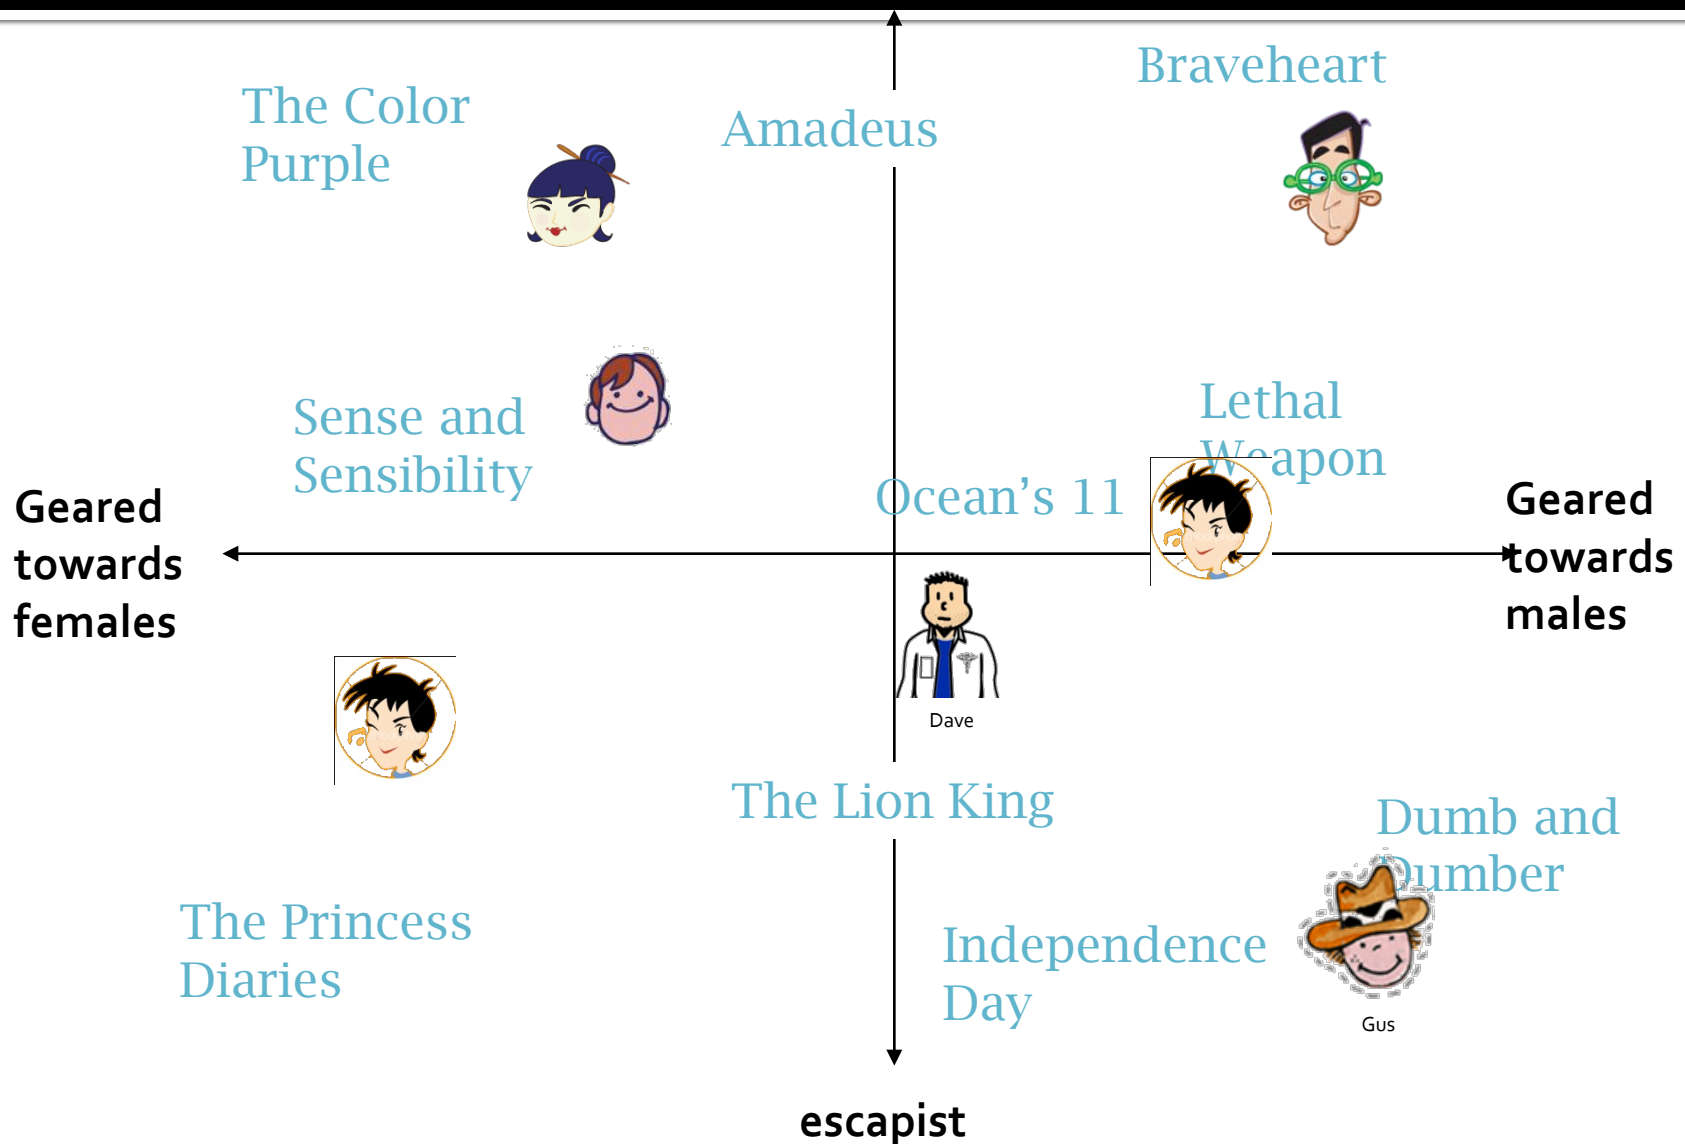 Braveheart
The Color
Purple
Amadeus
Lethal
Weapon
Sense and
Sensibility
Ocean’s 11
Geared
towards
females
Geared
towards
males
Dave
The Lion King
Dumb and
Dumber
The Princess
Diaries
Independence
Day
Gus
escapist